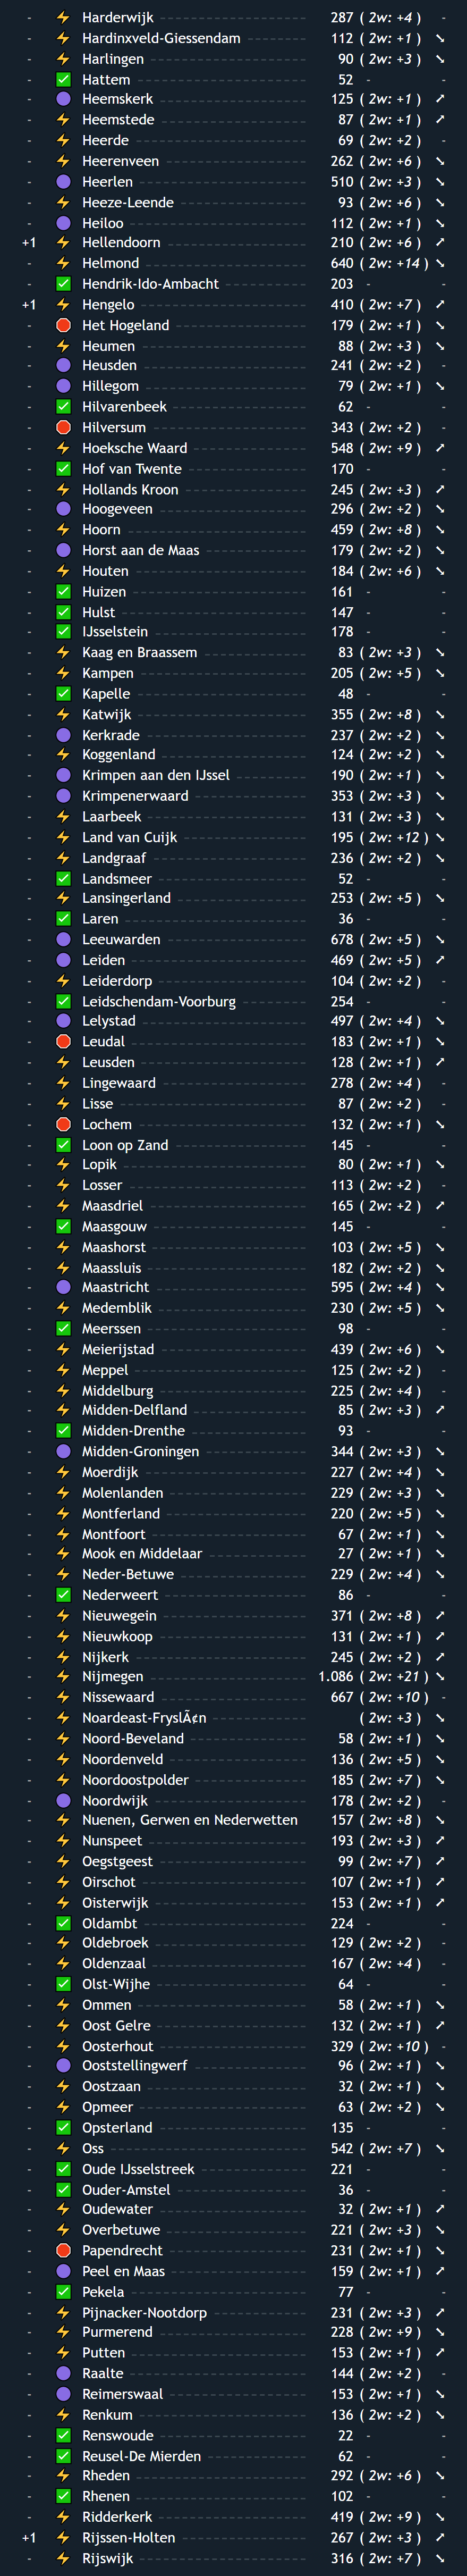 - ⚡ Harderwijk 287 ( 2w: +4 ) -
- ⚡ Hardinxveld-Giessendam 112 ( 2w: +1 ) ➘
- ⚡ Harlingen 90 ( 2w: +3 ) ➘
- ✅ Hattem 52 - -
- 🟣 Heemskerk 125 ( 2w: +1 ) ➚
- ⚡ Heemstede 87 ( 2w: +1 ) ➚
- ⚡ Heerde 69 ( 2w: +2 ) -
- ⚡ Heerenveen 262 ( 2w: +6 ) ➘
- 🟣 Heerlen 510 ( 2w: +3 ) ➘
- ⚡ Heeze-Leende 93 ( 2w: +6 ) ➘
- 🟣 Heiloo 112 ( 2w: +1 ) ➘
+1 ⚡ Hellendoorn 210 ( 2w: +6 ) ➚
- ⚡ Helmond 640 ( 2w: +14 ) ➘
- ✅ Hendrik-Ido-Ambacht 203 - -
+1 ⚡ Hengelo 410 ( 2w: +7 ) ➚
- 🛑 Het Hogeland 179 ( 2w: +1 ) ➘
- ⚡ Heumen 88 ( 2w: +3 ) ➘
- 🟣 Heusden 241 ( 2w: +2 ) -
- 🟣 Hillegom 79 ( 2w: +1 ) ➘
- ✅ Hilvarenbeek 62 - -
- 🛑 Hilversum 343 ( 2w: +2 ) -
- ⚡ Hoeksche Waard 548 ( 2w: +9 ) ➚
- ✅ Hof van Twente 170 - -
- ⚡ Hollands Kroon 245 ( 2w: +3 ) ➚
- 🟣 Hoogeveen 296 ( 2w: +2 ) ➘
- ⚡ Hoorn 459 ( 2w: +8 ) ➘
- 🟣 Horst aan de Maas 179 ( 2w: +2 ) ➘
- ⚡ Houten 184 ( 2w: +6 ) ➘
- ✅ Huizen 161 - -
- ✅ Hulst 147 - -
- ✅ IJsselstein 178 - -
- ⚡ Kaag en Braassem 83 ( 2w: +3 ) ➘
- ⚡ Kampen 205 ( 2w: +5 ) ➘
- ✅ Kapelle 48 - -
- ⚡ Katwijk 355 ( 2w: +8 ) ➘
- 🟣 Kerkrade 237 ( 2w: +2 ) ➘
- ⚡ Koggenland 124 ( 2w: +2 ) ➘
- 🟣 Krimpen aan den IJssel 190 ( 2w: +1 ) ➘
- 🟣 Krimpenerwaard 353 ( 2w: +3 ) ➘
- ⚡ Laarbeek 131 ( 2w: +3 ) ➘
- ⚡ Land van Cuijk 195 ( 2w: +12 ) ➘
- ⚡ Landgraaf 236 ( 2w: +2 ) ➘
- ✅ Landsmeer 52 - -
- ⚡ Lansingerland 253 ( 2w: +5 ) ➘
- ✅ Laren 36 - -
- 🟣 Leeuwarden 678 ( 2w: +5 ) ➘
- 🟣 Leiden 469 ( 2w: +5 ) ➚
- ⚡ Leiderdorp 104 ( 2w: +2 ) -
- ✅ Leidschendam-Voorburg 254 - -
- 🟣 Lelystad 497 ( 2w: +4 ) ➘
- 🛑 Leudal 183 ( 2w: +1 ) ➘
- ⚡ Leusden 128 ( 2w: +1 ) ➚
- ⚡ Lingewaard 278 ( 2w: +4 ) -
- ⚡ Lisse 87 ( 2w: +2 ) -
- 🛑 Lochem 132 ( 2w: +1 ) ➘
- ✅ Loon op Zand 145 - -
- ⚡ Lopik 80 ( 2w: +1 ) ➘
- ⚡ Losser 113 ( 2w: +2 ) -
- ⚡ Maasdriel 165 ( 2w: +2 ) ➚
- ✅ Maasgouw 145 - -
- ⚡ Maashorst 103 ( 2w: +5 ) ➘
- ⚡ Maassluis 182 ( 2w: +2 ) ➘
- 🟣 Maastricht 595 ( 2w: +4 ) ➘
- ⚡ Medemblik 230 ( 2w: +5 ) ➘
- ✅ Meerssen 98 - -
- ⚡ Meierijstad 439 ( 2w: +6 ) ➘
- ⚡ Meppel 125 ( 2w: +2 ) -
- ⚡ Middelburg 225 ( 2w: +4 ) -
- ⚡ Midden-Delfland 85 ( 2w: +3 ) ➚
- ✅ Midden-Drenthe 93 - -
- 🟣 Midden-Groningen 344 ( 2w: +3 ) ➘
- ⚡ Moerdijk 227 ( 2w: +4 ) ➘
- ⚡ Molenlanden 229 ( 2w: +3 ) ➘
- ⚡ Montferland 220 ( 2w: +5 ) ➘
- ⚡ Montfoort 67 ( 2w: +1 ) ➘
- ⚡ Mook en Middelaar 27 ( 2w: +1 ) ➘
- ⚡ Neder-Betuwe 229 ( 2w: +4 ) ➘
- ✅ Nederweert 86 - -
- ⚡ Nieuwegein 371 ( 2w: +8 ) ➚
- ⚡ Nieuwkoop 131 ( 2w: +1 ) ➚
- ⚡ Nijkerk 245 ( 2w: +2 ) ➚
- ⚡ Nijmegen 1.086 ( 2w: +21 ) ➘
- ⚡ Nissewaard 667 ( 2w: +10 ) -
- ⚡ Noardeast-FryslÃ¢n ( 2w: +3 ) ➘
- ⚡ Noord-Beveland 58 ( 2w: +1 ) ➘
- ⚡ Noordenveld 136 ( 2w: +5 ) ➘
- ⚡ Noordoostpolder 185 ( 2w: +7 ) ➘
- 🟣 Noordwijk 178 ( 2w: +2 ) -
- ⚡ Nuenen, Gerwen en Nederwetten 157 ( 2w: +8 ) ➘
- ⚡ Nunspeet 193 ( 2w: +3 ) ➚
- ⚡ Oegstgeest 99 ( 2w: +7 ) ➚
- ⚡ Oirschot 107 ( 2w: +1 ) ➚
- ⚡ Oisterwijk 153 ( 2w: +1 ) ➚
- ✅ Oldambt 224 - -
- ⚡ Oldebroek 129 ( 2w: +2 ) -
- ⚡ Oldenzaal 167 ( 2w: +4 ) -
- ✅ Olst-Wijhe 64 - -
- ⚡ Ommen 58 ( 2w: +1 ) ➘
- ⚡ Oost Gelre 132 ( 2w: +1 ) ➚
- ⚡ Oosterhout 329 ( 2w: +10 ) -
- 🟣 Ooststellingwerf 96 ( 2w: +1 ) ➘
- ⚡ Oostzaan 32 ( 2w: +1 ) ➘
- ⚡ Opmeer 63 ( 2w: +2 ) ➘
- ✅ Opsterland 135 - -
- ⚡ Oss 542 ( 2w: +7 ) ➘
- ✅ Oude IJsselstreek 221 - -
- ✅ Ouder-Amstel 36 - -
- ⚡ Oudewater 32 ( 2w: +1 ) ➚
- ⚡ Overbetuwe 221 ( 2w: +3 ) ➘
- 🛑 Papendrecht 231 ( 2w: +1 ) ➘
- 🟣 Peel en Maas 159 ( 2w: +1 ) ➚
- ✅ Pekela 77 - -
- ⚡ Pijnacker-Nootdorp 231 ( 2w: +3 ) ➚
- ⚡ Purmerend 228 ( 2w: +9 ) ➘
- ⚡ Putten 153 ( 2w: +1 ) ➚
- 🟣 Raalte 144 ( 2w: +2 ) -
- 🟣 Reimerswaal 153 ( 2w: +1 ) ➘
- ⚡ Renkum 136 ( 2w: +2 ) ➘
- ✅ Renswoude 22 - -
- ✅ Reusel-De Mierden 62 - -
- ⚡ Rheden 292 ( 2w: +6 ) ➘
- ✅ Rhenen 102 - -
- ⚡ Ridderkerk 419 ( 2w: +9 ) ➘
+1 ⚡ Rijssen-Holten 267 ( 2w: +3 ) ➚
- ⚡ Rijswijk 316 ( 2w: +7 ) ➘